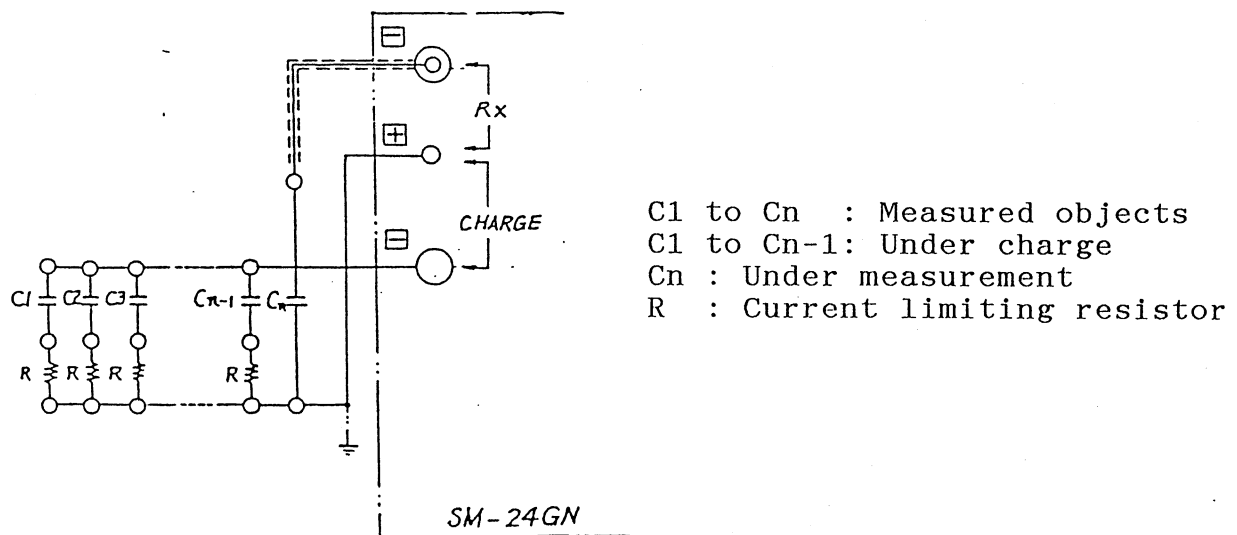 −
Rx
+
CHARGE
−
C1 C2 C3 Cn-1 Cn
R R R R
SM-24GN
C1 to Cn : Measured objects
C1 to Cn-1: Under charge
Cn : Under measurement
R : Current limiting resistor